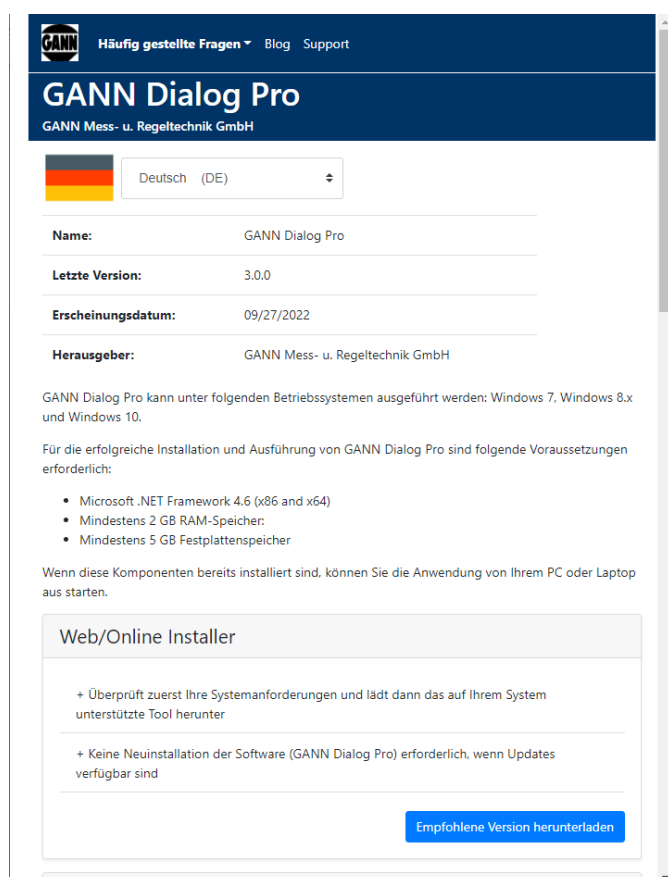 GANN Häufig gestellte Fragen Blog Support
GANN Dialog Pro
GANN Mess- u. Regeltechnik GmbH
Deutsch (DE)
Name: GANN Dialog Pro
Letzte Version: 3.0.0
Erscheinungsdatum: 09/27/2022
Herausgeber: GANN Mess- u. Regeltechnik GmbH
GANN Dialog Pro kann unter folgenden Betriebssystemen ausgeführt werden: Windows 7, Windows 8.x
und Windows 10.
Für die erfolgreiche Installation und Ausführung von GANN Dialog Pro sind folgende Voraussetzungen
erforderlich:
• Microsoft .NET Framework 4.6 (x86 and x64)
• Mindestens 2 GB RAM-Speicher:
• Mindestens 5 GB Festplattenspeicher
Wenn diese Komponenten bereits installiert sind, können Sie die Anwendung von Ihrem PC oder Laptop
aus starten.
Web/Online Installer
+ Überprüft zuerst Ihre Systemanforderungen und lädt dann das auf Ihrem System
unterstützte Tool herunter
+ Keine Neuinstallation der Software (GANN Dialog Pro) erforderlich, wenn Updates
verfügbar sind
Empfohlene Version herunterladen